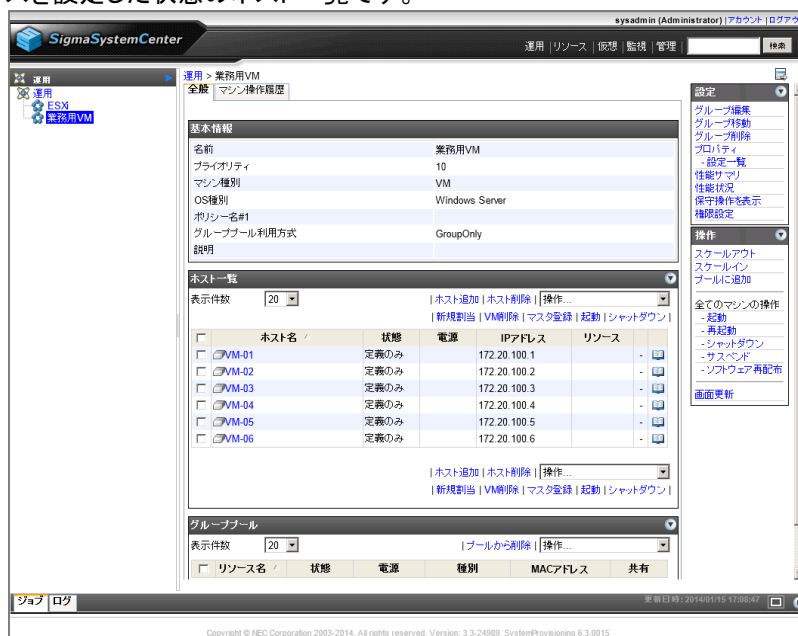 sysadmin (Administrator) | アカウント | ログアウ
SigmaSystemCenter
運用 | リソース | 仮想 | 監視 | 管理 | 検索
運用
運用
ESXi
業務用VM
運用 > 業務用VM
全般 マシン操作履歴
基本情報
名前 業務用VM
プライオリティ 10
マシン種別 VM
OS種別 Windows Server
ポリシー名#1
グループプール利用方式 GroupOnly
説明
ホスト一覧
表示件数 20 | ホスト追加 | ホスト削除 | 操作...
| 新規割当 | VM削除 | マスタ登録 | 起動 | シャットダウン |
ホスト名 / 状態 電源 IPアドレス リソース
VM-01 定義のみ 172.20.100.1 -
VM-02 定義のみ 172.20.100.2 -
VM-03 定義のみ 172.20.100.3 -
VM-04 定義のみ 172.20.100.4 -
VM-05 定義のみ 172.20.100.5 -
VM-06 定義のみ 172.20.100.6 -
| ホスト追加 | ホスト削除 | 操作...
| 新規割当 | VM削除 | マスタ登録 | 起動 | シャットダウン |
グループプール
表示件数 20 | プールから削除 | 操作...
リソース名 / 状態 電源 種別 MACアドレス 共有
設定
グループ編集
グループ移動
グループ削除
プロパティ
- 設定一覧
性能サマリ
性能状況
保守操作を表示
権限設定
操作
スケールアウト
スケールイン
プールに追加
全てのマシンの操作
- 起動
- 再起動
- シャットダウン
- サスペンド
- ソフトウェア再配布
画面更新
ジョブ ログ
更新日時 : 2014/01/15 17:08:47
Copyright © NEC Corporation 2003-2014. All rights reserved. Version: 3.3-24989, SystemProvisioning 6.3.0015